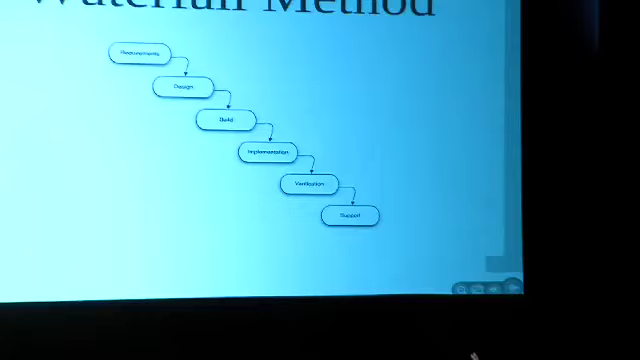 Waterfall Method
Requirements
Design
Build
Implementation
Verification
Support